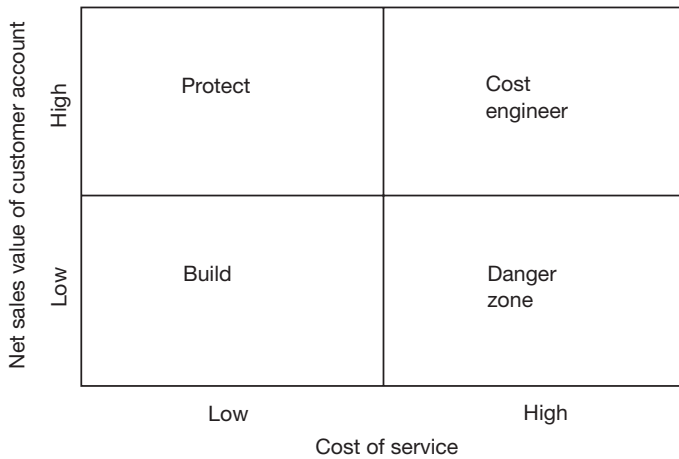 Net sales value of customer account
High
Protect
Cost
engineer
Low
Build
Danger
zone
Low
High
Cost of service